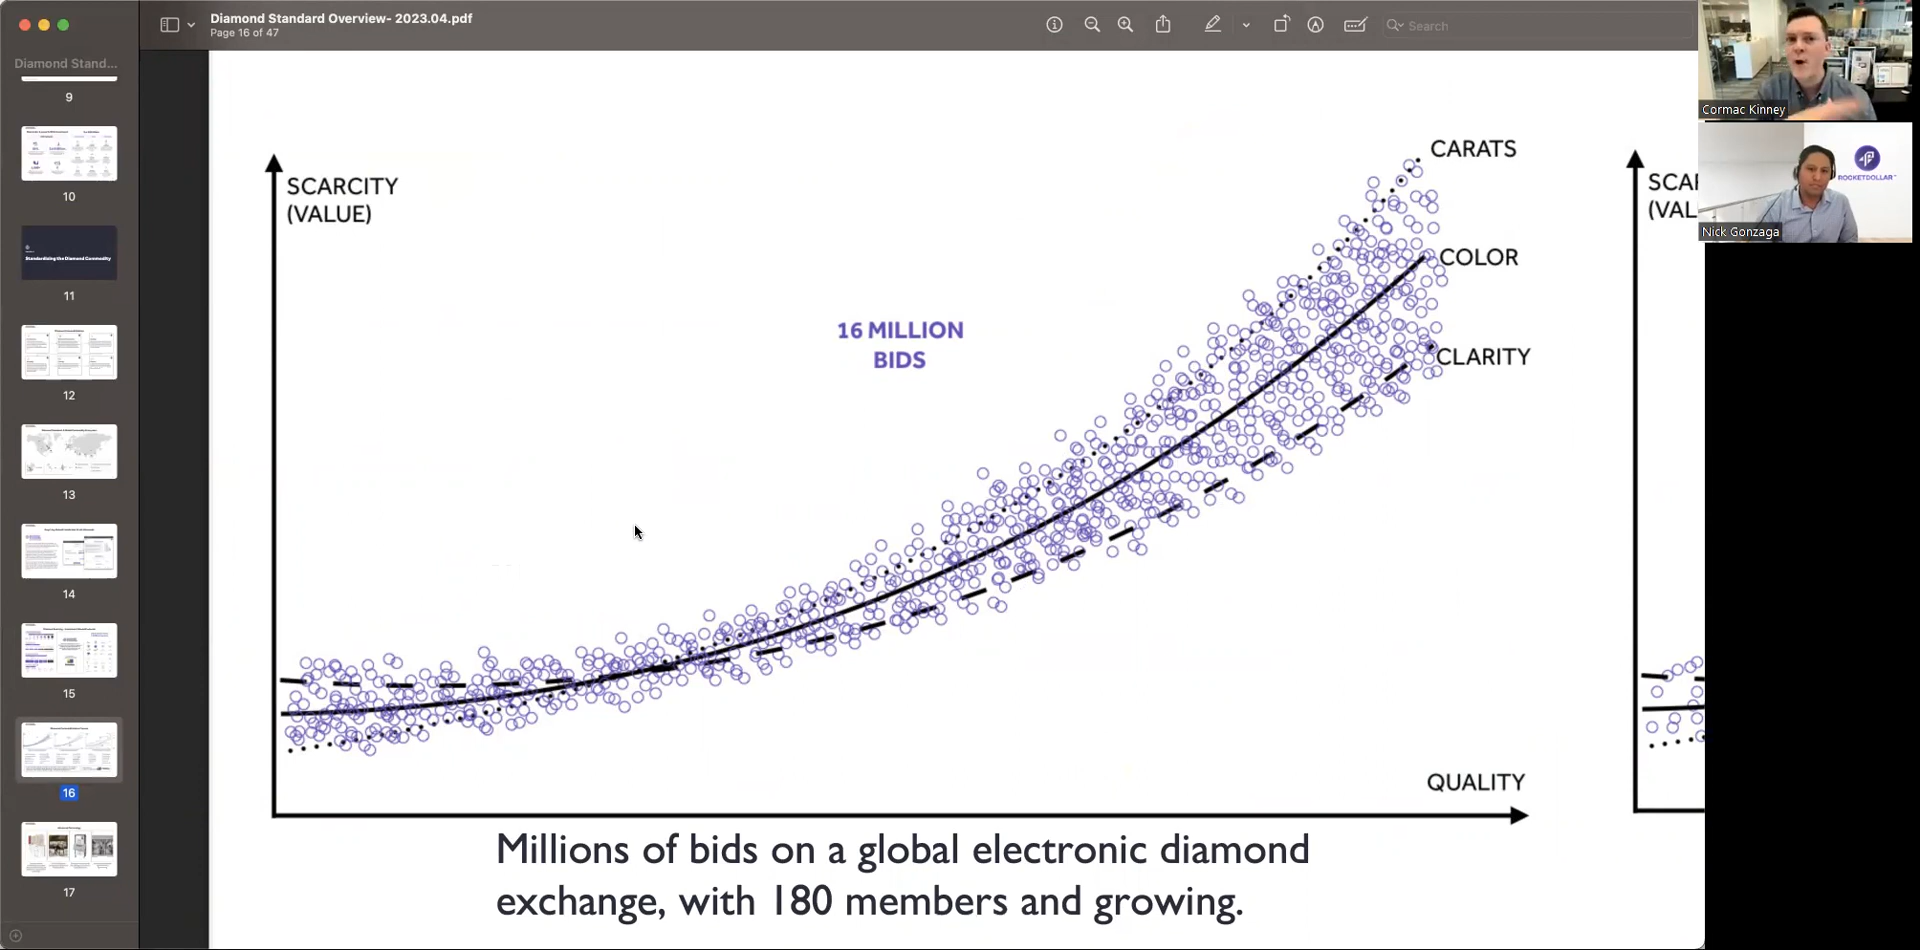 Diamond Standard Overview- 2023.04.pdf
Page 16 of 47
Search
Diamond Stand...
9
10
Standardizing the Diamond Commodity
11
12
13
14
15
16
17
SCARCITY
(VALUE)
16 MILLION
BIDS
CARATS
COLOR
CLARITY
QUALITY
Millions of bids on a global electronic diamond
exchange, with 180 members and growing.
SCAR
(VAL
Cormac Kinney
ROCKETDOLLAR
Nick Gonzaga